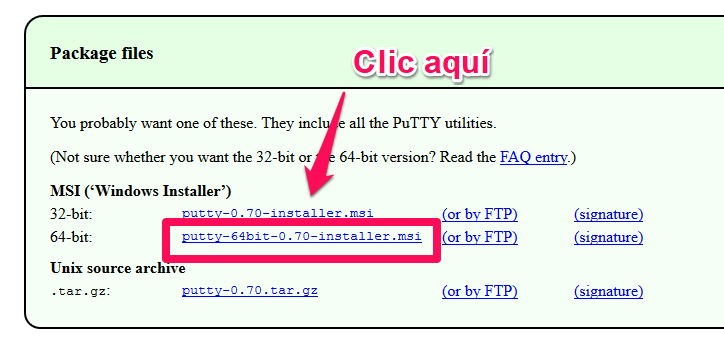 Package files
Clic aquí
You probably want one of these. They include all the PuTTY utilities.
(Not sure whether you want the 32-bit or the 64-bit version? Read the FAQ entry.)
MSI (‘Windows Installer’)
32-bit: putty-0.70-installer.msi (or by FTP) (signature)
64-bit: putty-64bit-0.70-installer.msi (or by FTP) (signature)
Unix source archive
.tar.gz: putty-0.70.tar.gz (or by FTP) (signature)